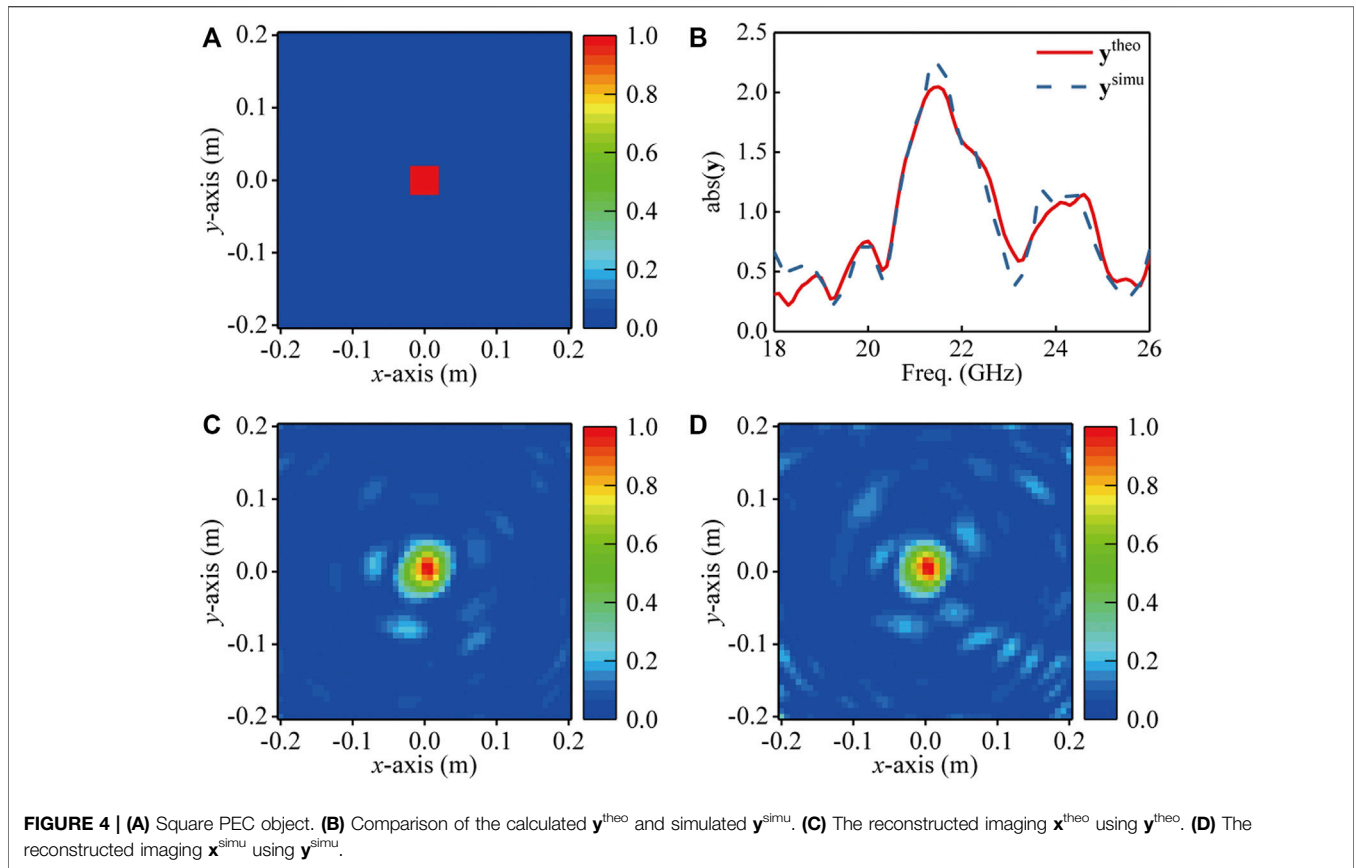 A
0.2
0.1
0.0
-0.1
-0.2
y-axis (m)
-0.2 -0.1 0.0 0.1 0.2
x-axis (m)
1.0
0.8
0.6
0.4
0.2
0.0
B
2.5
2.0
1.5
1.0
0.5
0.0
abs(y)
y^theo
y^simu
18 20 22 24 26
Freq. (GHz)
C
0.2
0.1
0.0
-0.1
-0.2
y-axis (m)
-0.2 -0.1 0.0 0.1 0.2
x-axis (m)
1.0
0.8
0.6
0.4
0.2
0.0
D
0.2
0.1
0.0
-0.1
-0.2
y-axis (m)
-0.2 -0.1 0.0 0.1 0.2
x-axis (m)
1.0
0.8
0.6
0.4
0.2
0.0
FIGURE 4 | (A) Square PEC object. (B) Comparison of the calculated y^theo and simulated y^simu. (C) The reconstructed imaging x^theo using y^theo. (D) The
reconstructed imaging x^simu using y^simu.